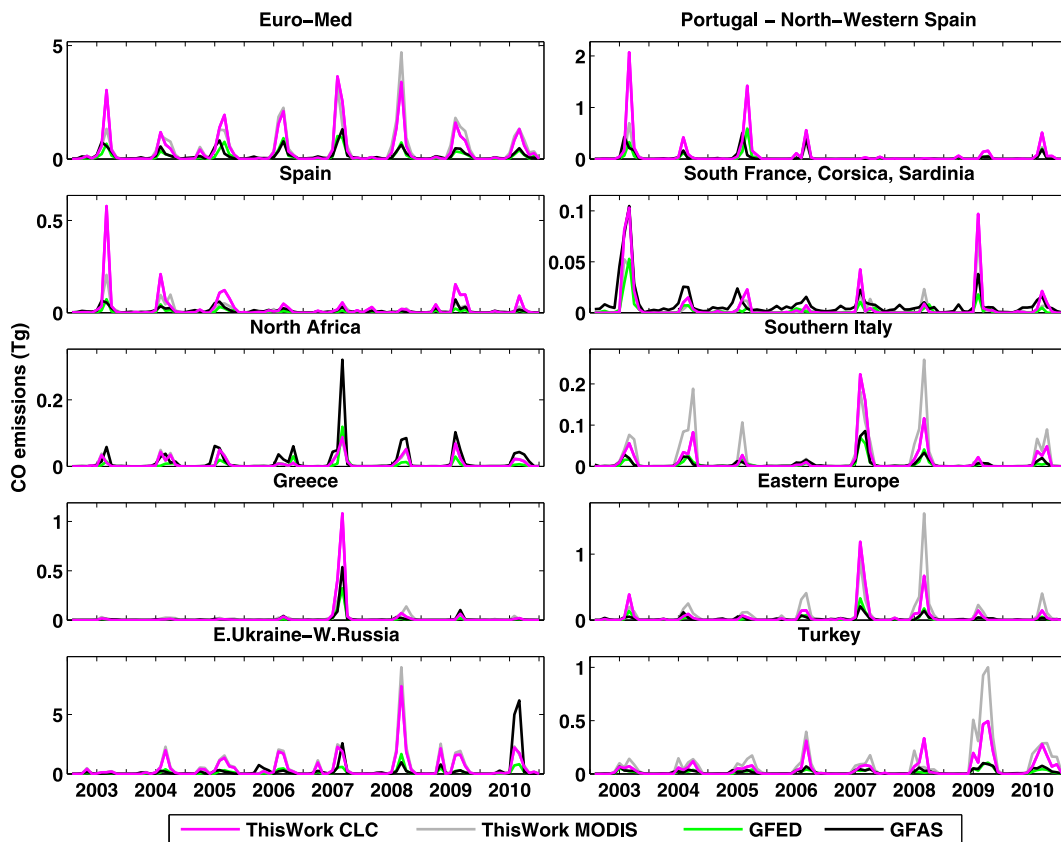 Euro−Med
Portugal − North−Western Spain
5
0
2
1
0
Spain
South France, Corsica, Sardinia
0.5
0
0.1
0.05
0
North Africa
Southern Italy
CO emissions (Tg)
0.2
0
0.2
0.1
0
Greece
Eastern Europe
1
0.5
0
1
0
E.Ukraine−W.Russia
Turkey
5
0
1
0.5
0
2003 2004 2005 2006 2007 2008 2009 2010
2003 2004 2005 2006 2007 2008 2009 2010
ThisWork CLC ThisWork MODIS GFED GFAS